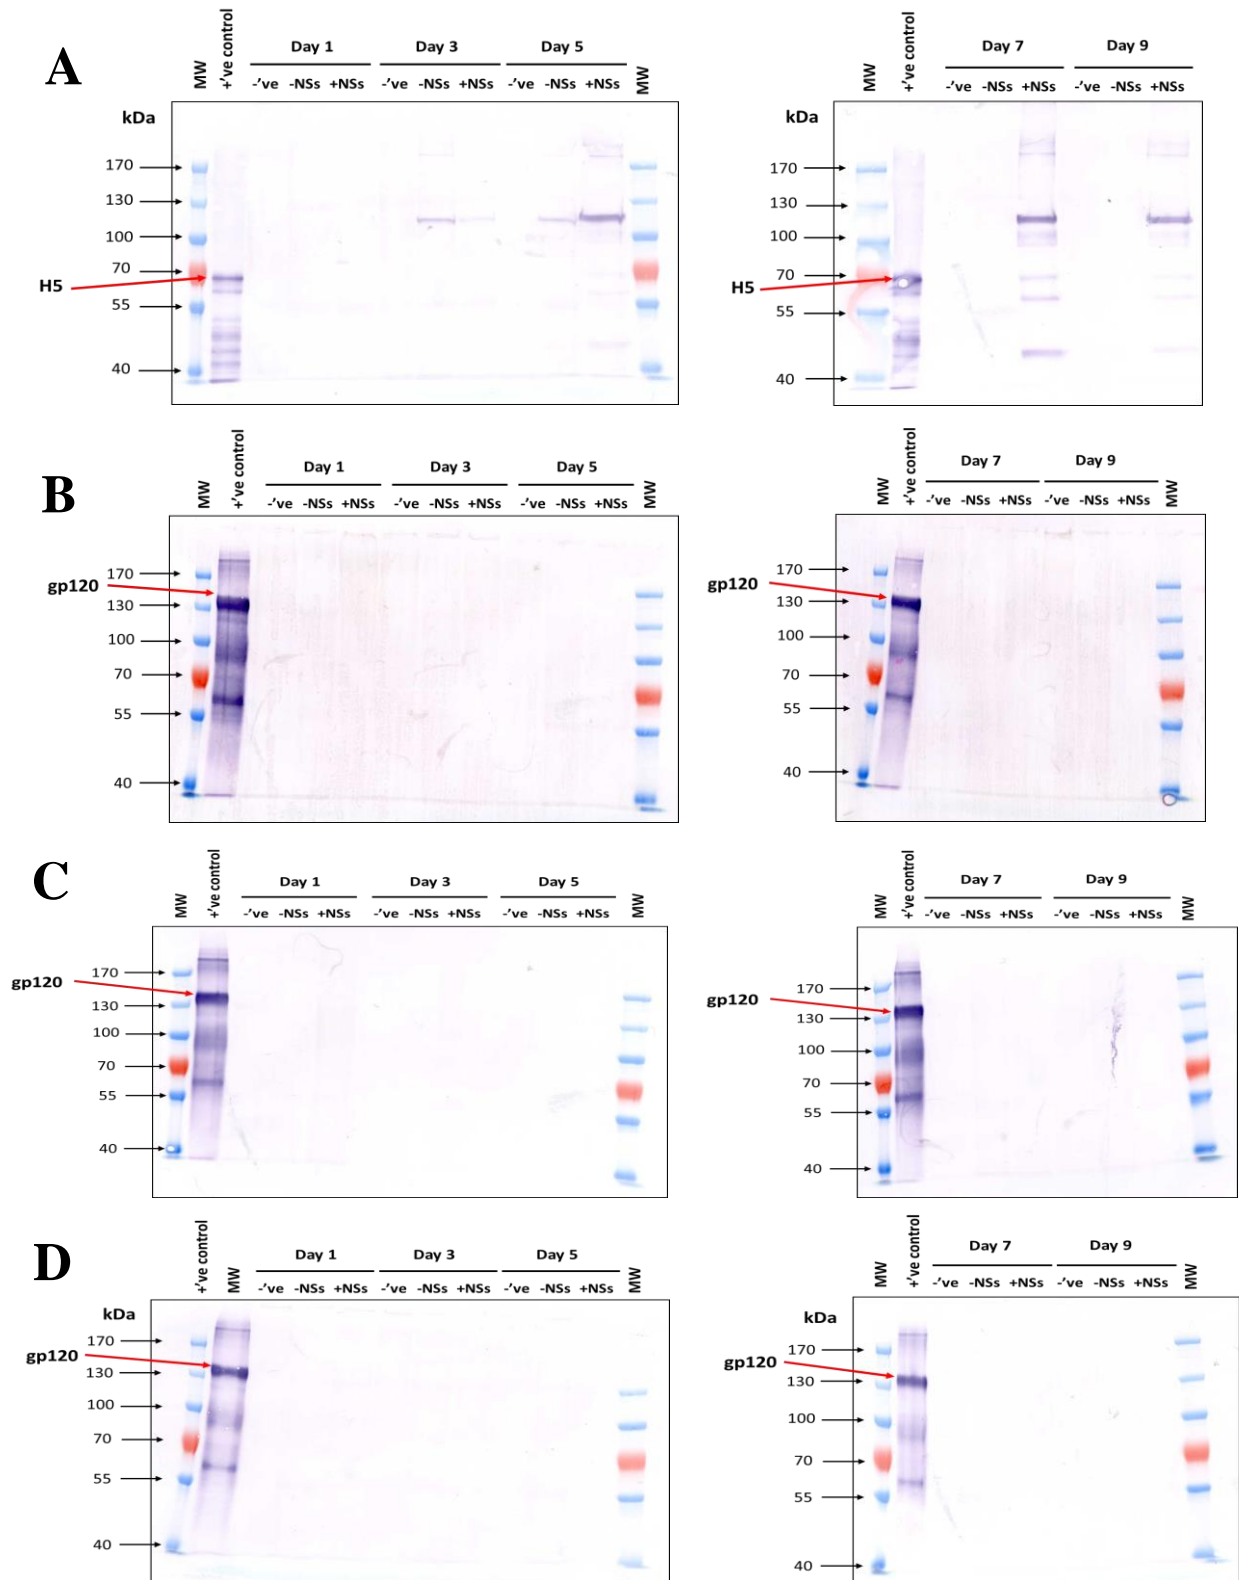 A
MW
+'ve control
Day 1
Day 3
Day 5
-'ve -NSs +NSs
-'ve -NSs +NSs
-'ve -NSs +NSs
MW
kDa
170
130
100
70
H5
55
40
MW
+'ve control
Day 7
Day 9
-'ve -NSs +NSs
-'ve -NSs +NSs
kDa
170
130
100
70
H5
55
40
B
MW
+'ve control
Day 1
Day 3
Day 5
-'ve -NSs +NSs
-'ve -NSs +NSs
-'ve -NSs +NSs
MW
170
gp120
130
100
70
55
40
MW
+'ve control
Day 7
Day 9
-'ve -NSs +NSs
-'ve -NSs +NSs
MW
170
gp120
130
100
70
55
40
C
MW
+'ve control
Day 1
Day 3
Day 5
-'ve -NSs +NSs
-'ve -NSs +NSs
-'ve -NSs +NSs
MW
170
gp120
130
100
70
55
40
MW
+'ve control
Day 7
Day 9
-'ve -NSs +NSs
-'ve -NSs +NSs
MW
170
gp120
130
100
70
55
40
D
+'ve control
MW
Day 1
Day 3
Day 5
-'ve -NSs +NSs
-'ve -NSs +NSs
-'ve -NSs +NSs
MW
kDa
170
gp120
130
100
70
55
40
MW
+'ve control
Day 7
Day 9
-'ve -NSs +NSs
-'ve -NSs +NSs
MW
kDa
170
gp120
130
100
70
55
40